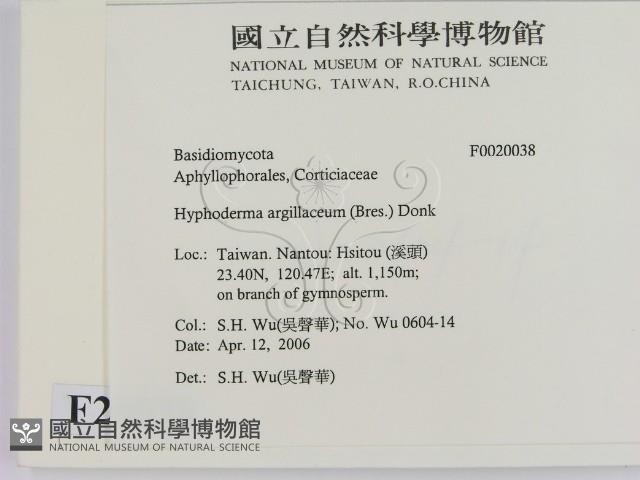 國立自然科學博物館
NATIONAL MUSEUM OF NATURAL SCIENCE
TAICHUNG, TAIWAN, R.O.CHINA
Basidiomycota F0020038
Aphyllophorales, Corticiaceae
Hyphoderma argillaceum (Bres.) Donk
Loc.: Taiwan. Nantou: Hsitou (溪頭)
23.40N, 120.47E; alt. 1,150m;
on branch of gymnosperm.
Col.: S.H. Wu(吳聲華); No. Wu 0604-14
Date: Apr. 12, 2006
Det.: S.H. Wu(吳聲華)
F2
國立自然科學博物館
NATIONAL MUSEUM OF NATURAL SCIENCE